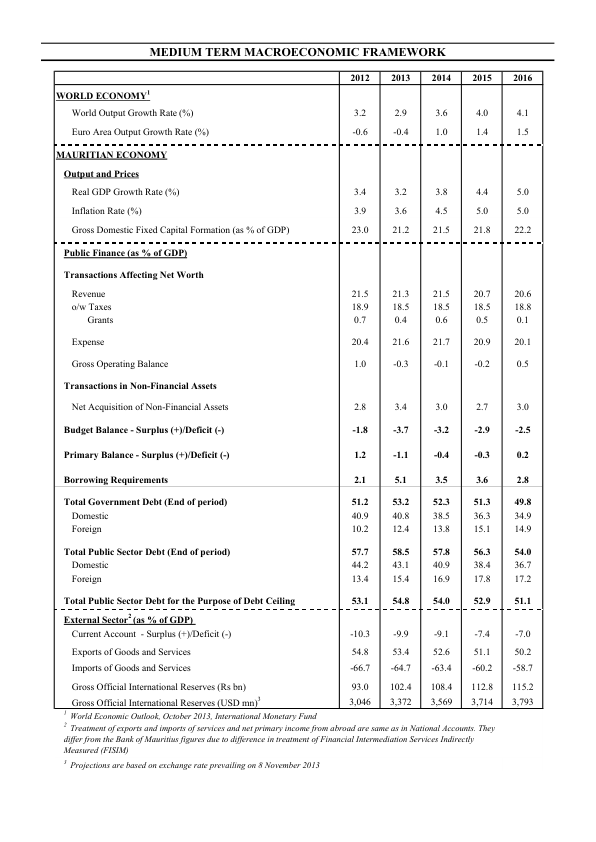 MEDIUM TERM MACROECONOMIC FRAMEWORK
2012 2013 2014 2015 2016
WORLD ECONOMY1
World Output Growth Rate (%) 3.2 2.9 3.6 4.0 4.1
Euro Area Output Growth Rate (%) -0.6 -0.4 1.0 1.4 1.5
MAURITIAN ECONOMY
Output and Prices
Real GDP Growth Rate (%) 3.4 3.2 3.8 4.4 5.0
Inflation Rate (%) 3.9 3.6 4.5 5.0 5.0
Gross Domestic Fixed Capital Formation (as % of GDP) 23.0 21.2 21.5 21.8 22.2
Public Finance (as % of GDP)
Transactions Affecting Net Worth
Revenue 21.5 21.3 21.5 20.7 20.6
o/w Taxes 18.9 18.5 18.5 18.5 18.8
Grants 0.7 0.4 0.6 0.5 0.1
Expense 20.4 21.6 21.7 20.9 20.1
Gross Operating Balance 1.0 -0.3 -0.1 -0.2 0.5
Transactions in Non-Financial Assets
Net Acquisition of Non-Financial Assets 2.8 3.4 3.0 2.7 3.0
Budget Balance - Surplus (+)/Deficit (-) -1.8 -3.7 -3.2 -2.9 -2.5
Primary Balance - Surplus (+)/Deficit (-) 1.2 -1.1 -0.4 -0.3 0.2
Borrowing Requirements 2.1 5.1 3.5 3.6 2.8
Total Government Debt (End of period) 51.2 53.2 52.3 51.3 49.8
Domestic 40.9 40.8 38.5 36.3 34.9
Foreign 10.2 12.4 13.8 15.1 14.9
Total Public Sector Debt (End of period) 57.7 58.5 57.8 56.3 54.0
Domestic 44.2 43.1 40.9 38.4 36.7
Foreign 13.4 15.4 16.9 17.8 17.2
Total Public Sector Debt for the Purpose of Debt Ceiling 53.1 54.8 54.0 52.9 51.1
External Sector2 (as % of GDP)
Current Account - Surplus (+)/Deficit (-) -10.3 -9.9 -9.1 -7.4 -7.0
Exports of Goods and Services 54.8 53.4 52.6 51.1 50.2
Imports of Goods and Services -66.7 -64.7 -63.4 -60.2 -58.7
Gross Official International Reserves (Rs bn) 93.0 102.4 108.4 112.8 115.2
Gross Official International Reserves (USD mn)3 3,046 3,372 3,569 3,714 3,793
1 World Economic Outlook, October 2013, International Monetary Fund
2 Treatment of exports and imports of services and net primary income from abroad are same as in National Accounts. They
differ from the Bank of Mauritius figures due to difference in treatment of Financial Intermediation Services Indirectly
Measured (FISIM)
3 Projections are based on exchange rate prevailing on 8 November 2013